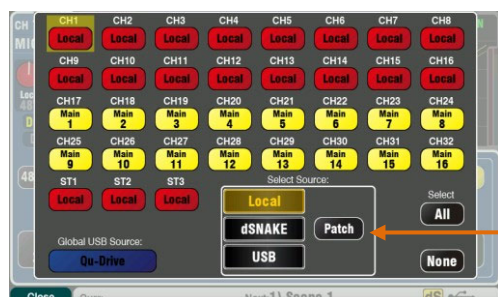 CH1 CH2 CH3 CH4 CH5 CH6 CH7 CH8
Local Local Local Local Local Local Local Local
CH9 CH10 CH11 CH12 CH13 CH14 CH15 CH16
Local Local Local Local Local Local Local Local
CH17 CH18 CH19 CH20 CH21 CH22 CH23 CH24
Main Main Main Main Main Main Main Main
1 2 3 4 5 6 7 8
CH25 CH26 CH27 CH28 CH29 CH30 CH31 CH32
Main Main Main Main Main Main Main Main
9 10 11 12 13 14 15 16
ST1 ST2 ST3 Select Source:
Local Local Local Local
Select
All
dSNAKE Patch
Global USB Source:
Qu-Drive USB None
Close Scene 1 dS